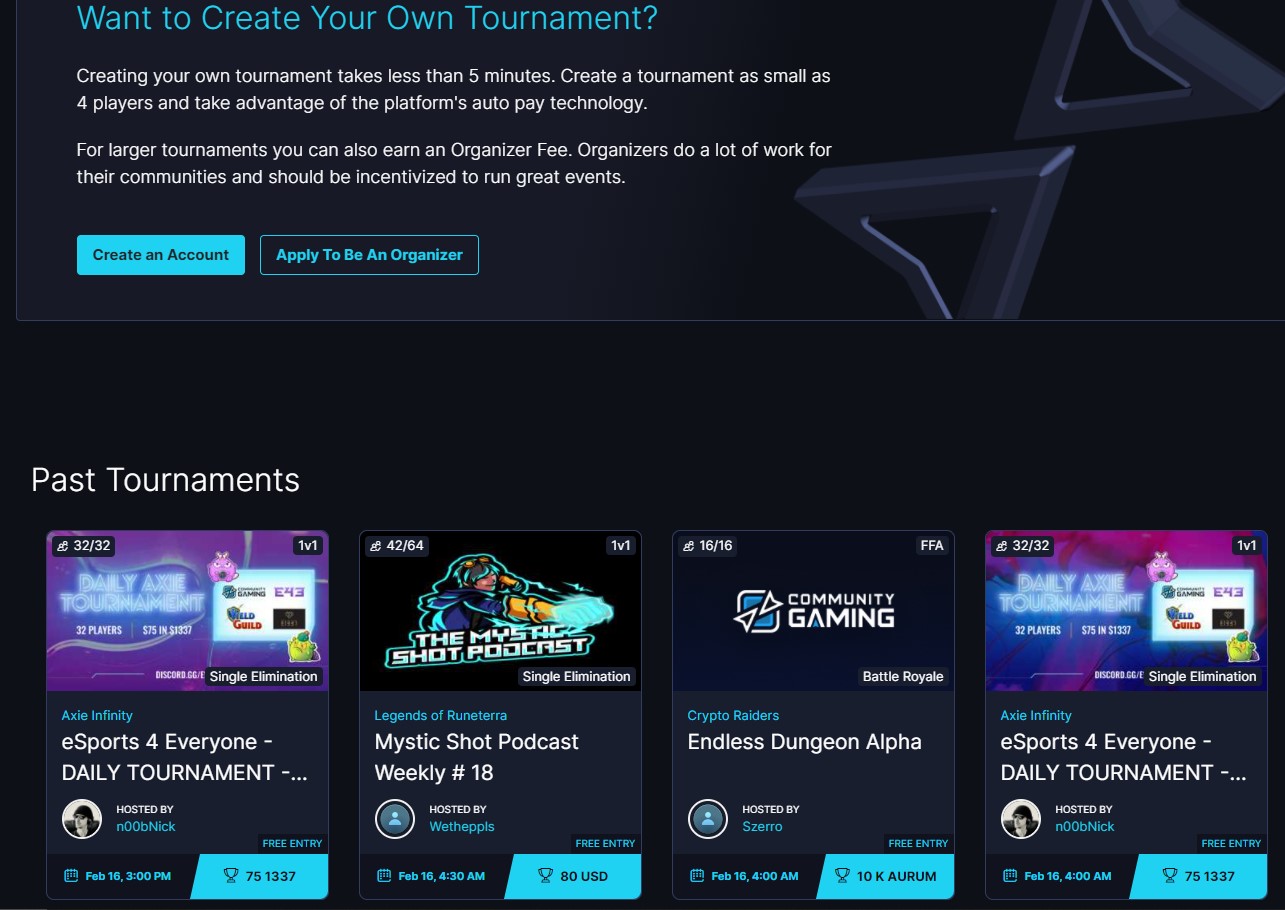 Want to Create Your Own Tournament?
Creating your own tournament takes less than 5 minutes. Create a tournament as small as
4 players and take advantage of the platform's auto pay technology.
For larger tournaments you can also earn an Organizer Fee. Organizers do a lot of work for
their communities and should be incentivized to run great events.
Create an Account
Apply To Be An Organizer
Past Tournaments
32/32
1v1
DAILY AXIE
TOURNAMENT
COMMUNITY
GAMING
E43
YIELD
GUILD
32 PLAYERS
$75 IN $1337
DISCORD.GG/E
Single Elimination
Axie Infinity
eSports 4 Everyone -
DAILY TOURNAMENT -...
HOSTED BY
n00bNick
FREE ENTRY
Feb 16, 3:00 PM
75 1337
42/64
1v1
THE MYSTIC
SHOT PODCAST
Single Elimination
Legends of Runeterra
Mystic Shot Podcast
Weekly # 18
HOSTED BY
Wetheppls
FREE ENTRY
Feb 16, 4:30 AM
80 USD
16/16
FFA
COMMUNITY
GAMING
Battle Royale
Crypto Raiders
Endless Dungeon Alpha
HOSTED BY
Szerro
FREE ENTRY
Feb 16, 4:00 AM
10 K AURUM
32/32
1v1
DAILY AXIE
TOURNAMENT
COMMUNITY
GAMING
E43
YIELD
GUILD
32 PLAYERS
$75 IN $1337
DISCORD.GG/E
Single Elimination
Axie Infinity
eSports 4 Everyone -
DAILY TOURNAMENT -...
HOSTED BY
n00bNick
FREE ENTRY
Feb 16, 4:00 AM
75 1337